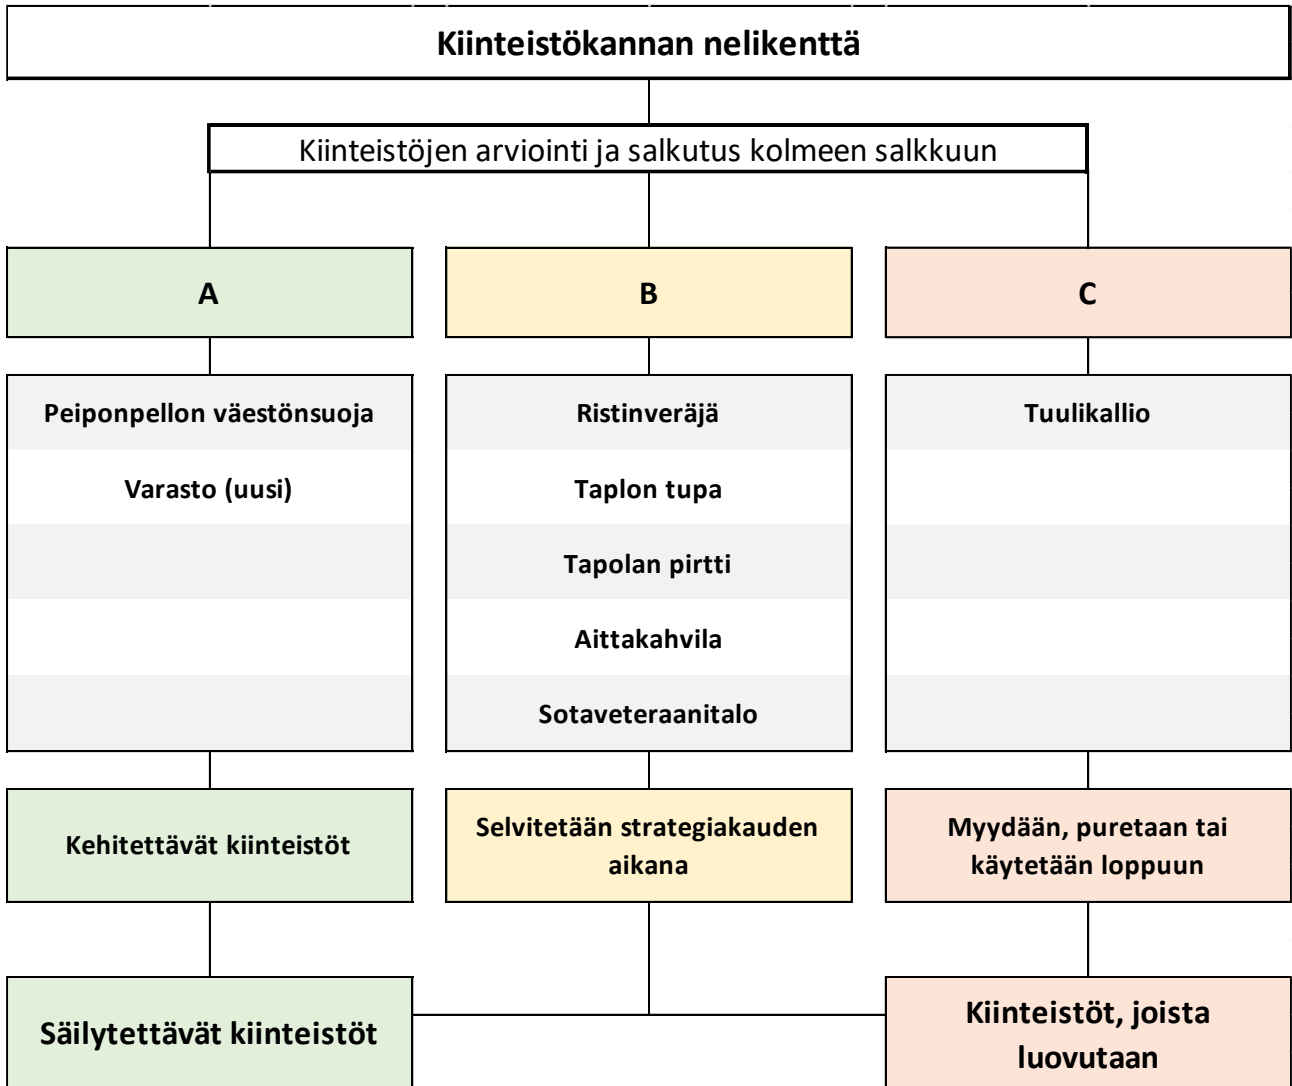 Kiinteistökannan nelikenttä
Kiinteistöjen arviointi ja salkutus kolmeen salkkuun
A
B
C
Peiponpellon väestönsuoja
Ristinveräjä
Tuulikallio
Varasto (uusi)
Taplon tupa
Tapolan pirtti
Aittakahvila
Sotaveteraanitalo
Kehitettävät kiinteistöt
Selvitetään strategiakauden
aikana
Myydään, puretaan tai
käytetään loppuun
Säilytettävät kiinteistöt
Kiinteistöt, joista
luovutaan